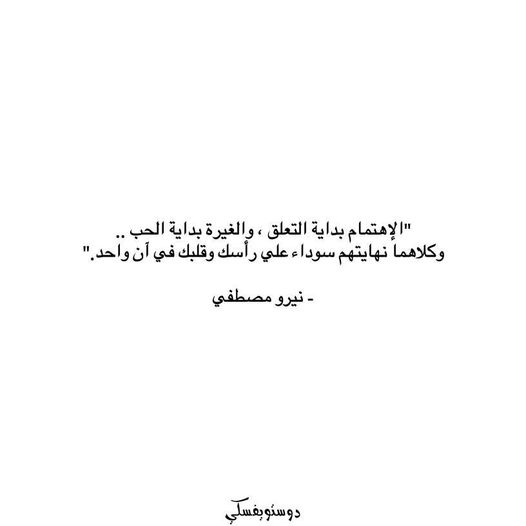 "الإهتمام بداية التعلق ، والغيرة بداية الحب ..
وكلاهما نهايتهم سوداء علي رأسك وقلبك في آن واحد."
- نيرو مصطفي
دوستويفسكي